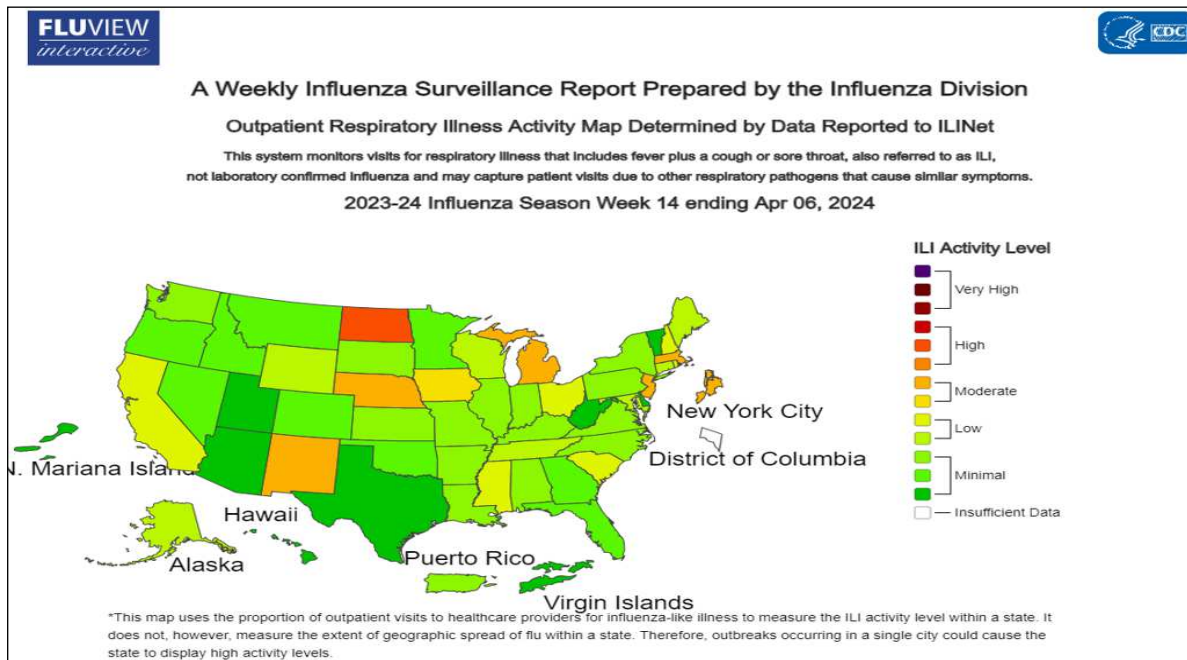 FLUVIEW
interactive
CDC
A Weekly Influenza Surveillance Report Prepared by the Influenza Division
Outpatient Respiratory Illness Activity Map Determined by Data Reported to ILINet
This system monitors visits for respiratory illness that includes fever plus a cough or sore throat, also referred to as ILI,
not laboratory confirmed influenza and may capture patient visits due to other respiratory pathogens that cause similar symptoms.
2023-24 Influenza Season Week 14 ending Apr 06, 2024
ILI Activity Level
Very High
High
Moderate
Low
Minimal
Insufficient Data
New York City
District of Columbia
N. Mariana Island
Hawaii
Alaska
Puerto Rico
Virgin Islands
*This map uses the proportion of outpatient visits to healthcare providers for influenza-like illness to measure the ILI activity level within a state. It
does not, however, measure the extent of geographic spread of flu within a state. Therefore, outbreaks occurring in a single city could cause the
state to display high activity levels.